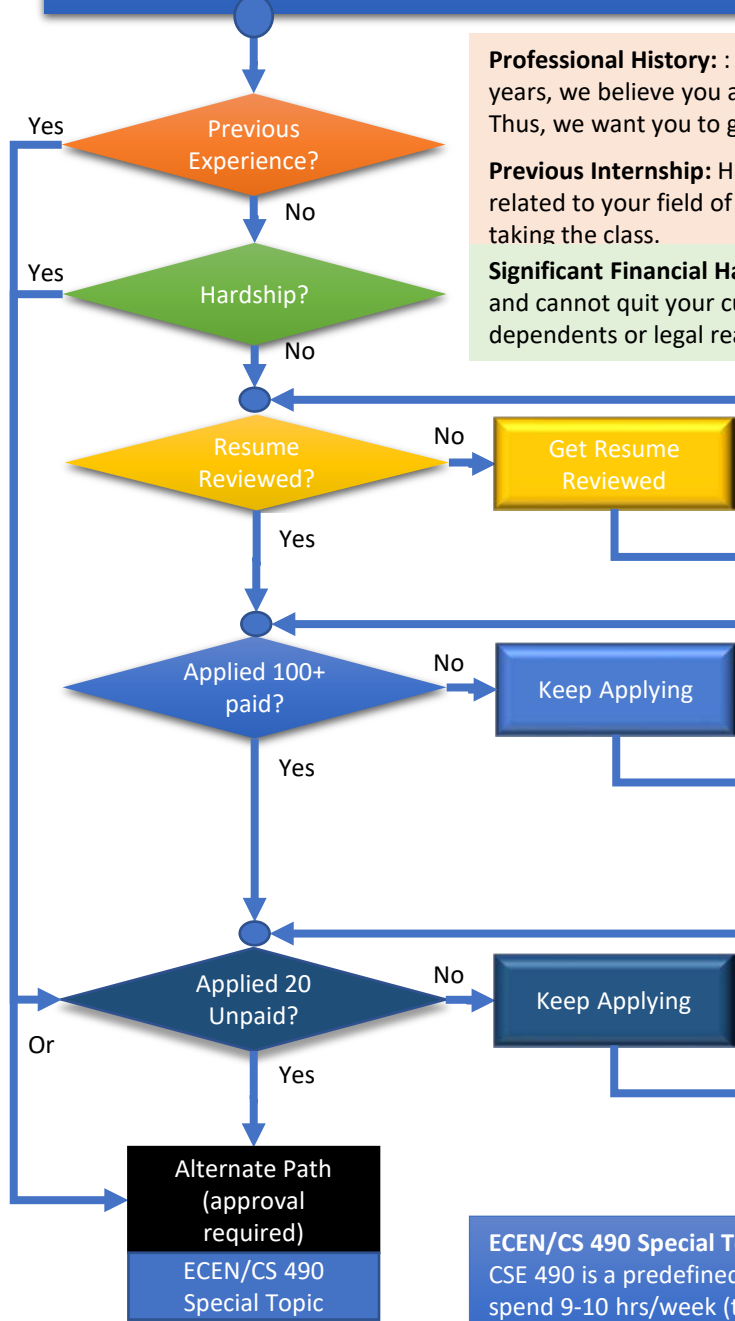 Professional History: :
years, we believe you
Thus, we want you to
Previous Internship:
related to your field of
taking the class.
Significant Financial
and cannot quit your
dependents or legal
Yes
Previous
Experience?
No
Yes
Hardship?
No
Resume
Reviewed?
No
Get Resume
Reviewed
Yes
Applied 100+
paid?
No
Keep Applying
Yes
Applied 20
Unpaid?
No
Keep Applying
Or
Yes
Alternate Path
(approval
required)
ECEN/CS 490
Special Topic
ECEN/CS 490 Special
CSE 490 is a predefined
spend 9-10 hrs/week